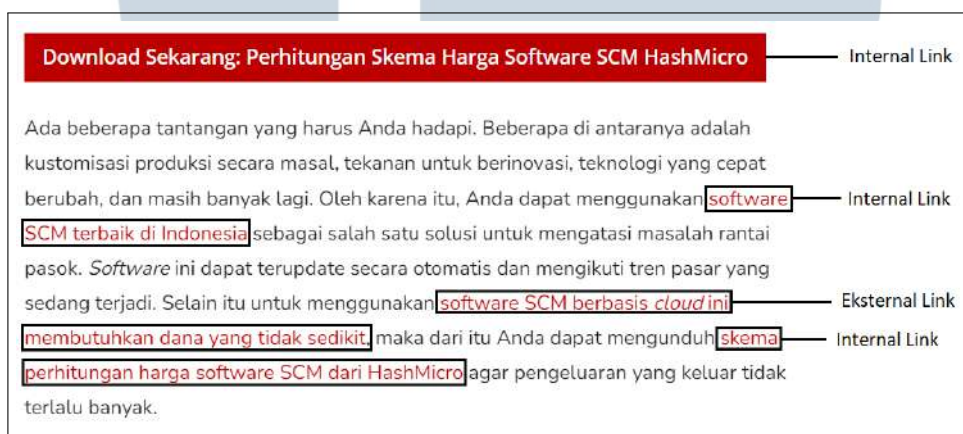 Download Sekarang: Perhitungan Skema Harga Software SCM HashMicro
Internal Link
Ada beberapa tantangan yang harus Anda hadapi. Beberapa di antaranya adalah
kustomisasi produksi secara masal, tekanan untuk berinovasi, teknologi yang cepat
berubah, dan masih banyak lagi. Oleh karena itu, Anda dapat menggunakan software
Internal Link
SCM terbaik di Indonesia sebagai salah satu solusi untuk mengatasi masalah rantai
pasok. Software ini dapat terupdate secara otomatis dan mengikuti tren pasar yang
sedang terjadi. Selain itu untuk menggunakan software SCM berbasis cloud ini
Eksternal Link
membutuhkan dana yang tidak sedikit, maka dari itu Anda dapat mengunduh skema
Internal Link
perhitungan harga software SCM dari HashMicro agar pengeluaran yang keluar tidak
terlalu banyak.